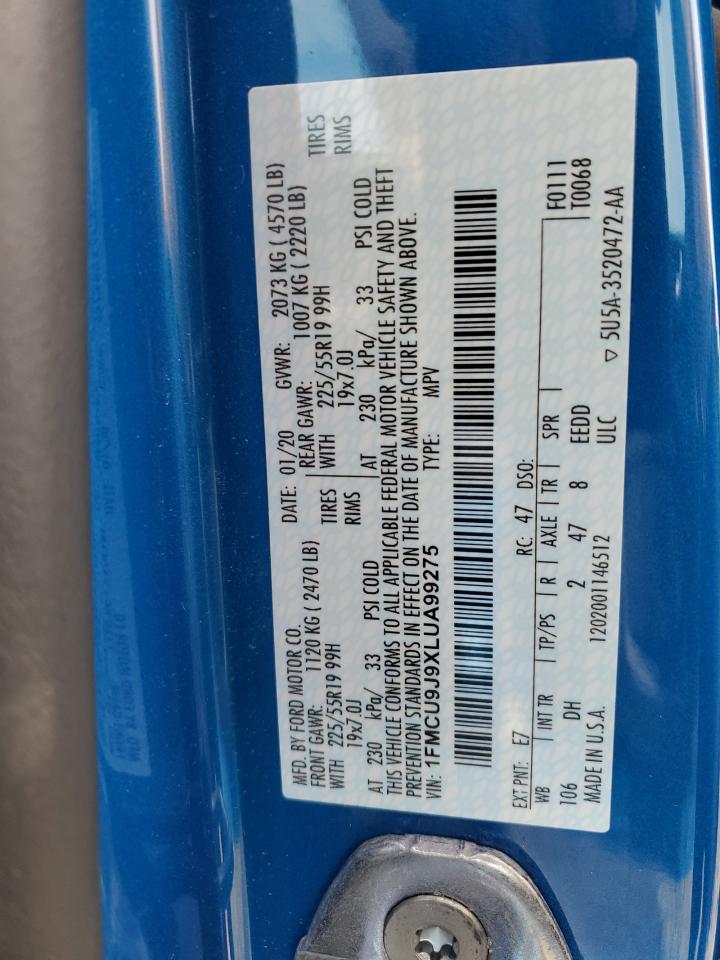 MFD. BY FORD MOTOR CO. DATE: 01/20 GVWR: 2073 KG ( 4570 LB)
FRONT GAWR: 1120 KG ( 2470 LB) REAR GAWR: 1007 KG ( 2220 LB)
WITH 225/55R19 99H TIRES WITH 225/55R19 99H TIRES
19x7.0J RIMS 19x7.0J RIMS
AT 230 kPa/ 33 PSI COLD AT 230 kPa/ 33 PSI COLD
THIS VEHICLE CONFORMS TO ALL APPLICABLE FEDERAL MOTOR VEHICLE SAFETY AND THEFT
PREVENTION STANDARDS IN EFFECT ON THE DATE OF MANUFACTURE SHOWN ABOVE.
VIN: 1FMCU9J9XLUA99275 TYPE: MPV
EXT PNT: E7 RC: 47 DSO: F0111
WB INT TR TP/PS R AXLE TR SPR T0068
106 DH 2 47 8 EEDD
MADE IN U.S.A. 1202001146512 ULC ▽ 5U5A-3520472-AA